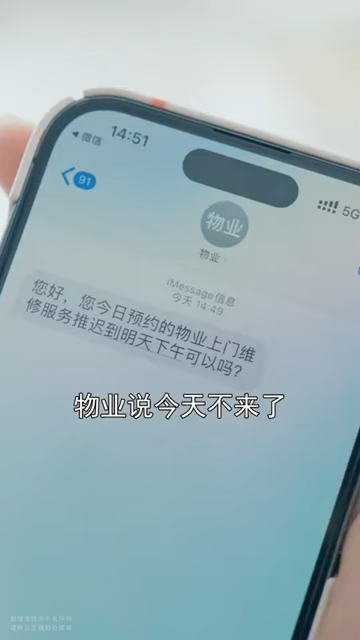 微信
14:51
5G
91
物业
物业
iMessage信息
今天 14:49
您好，您今日预约的物业上门维
修服务推迟到明天下午可以吗？
物业说今天不来了